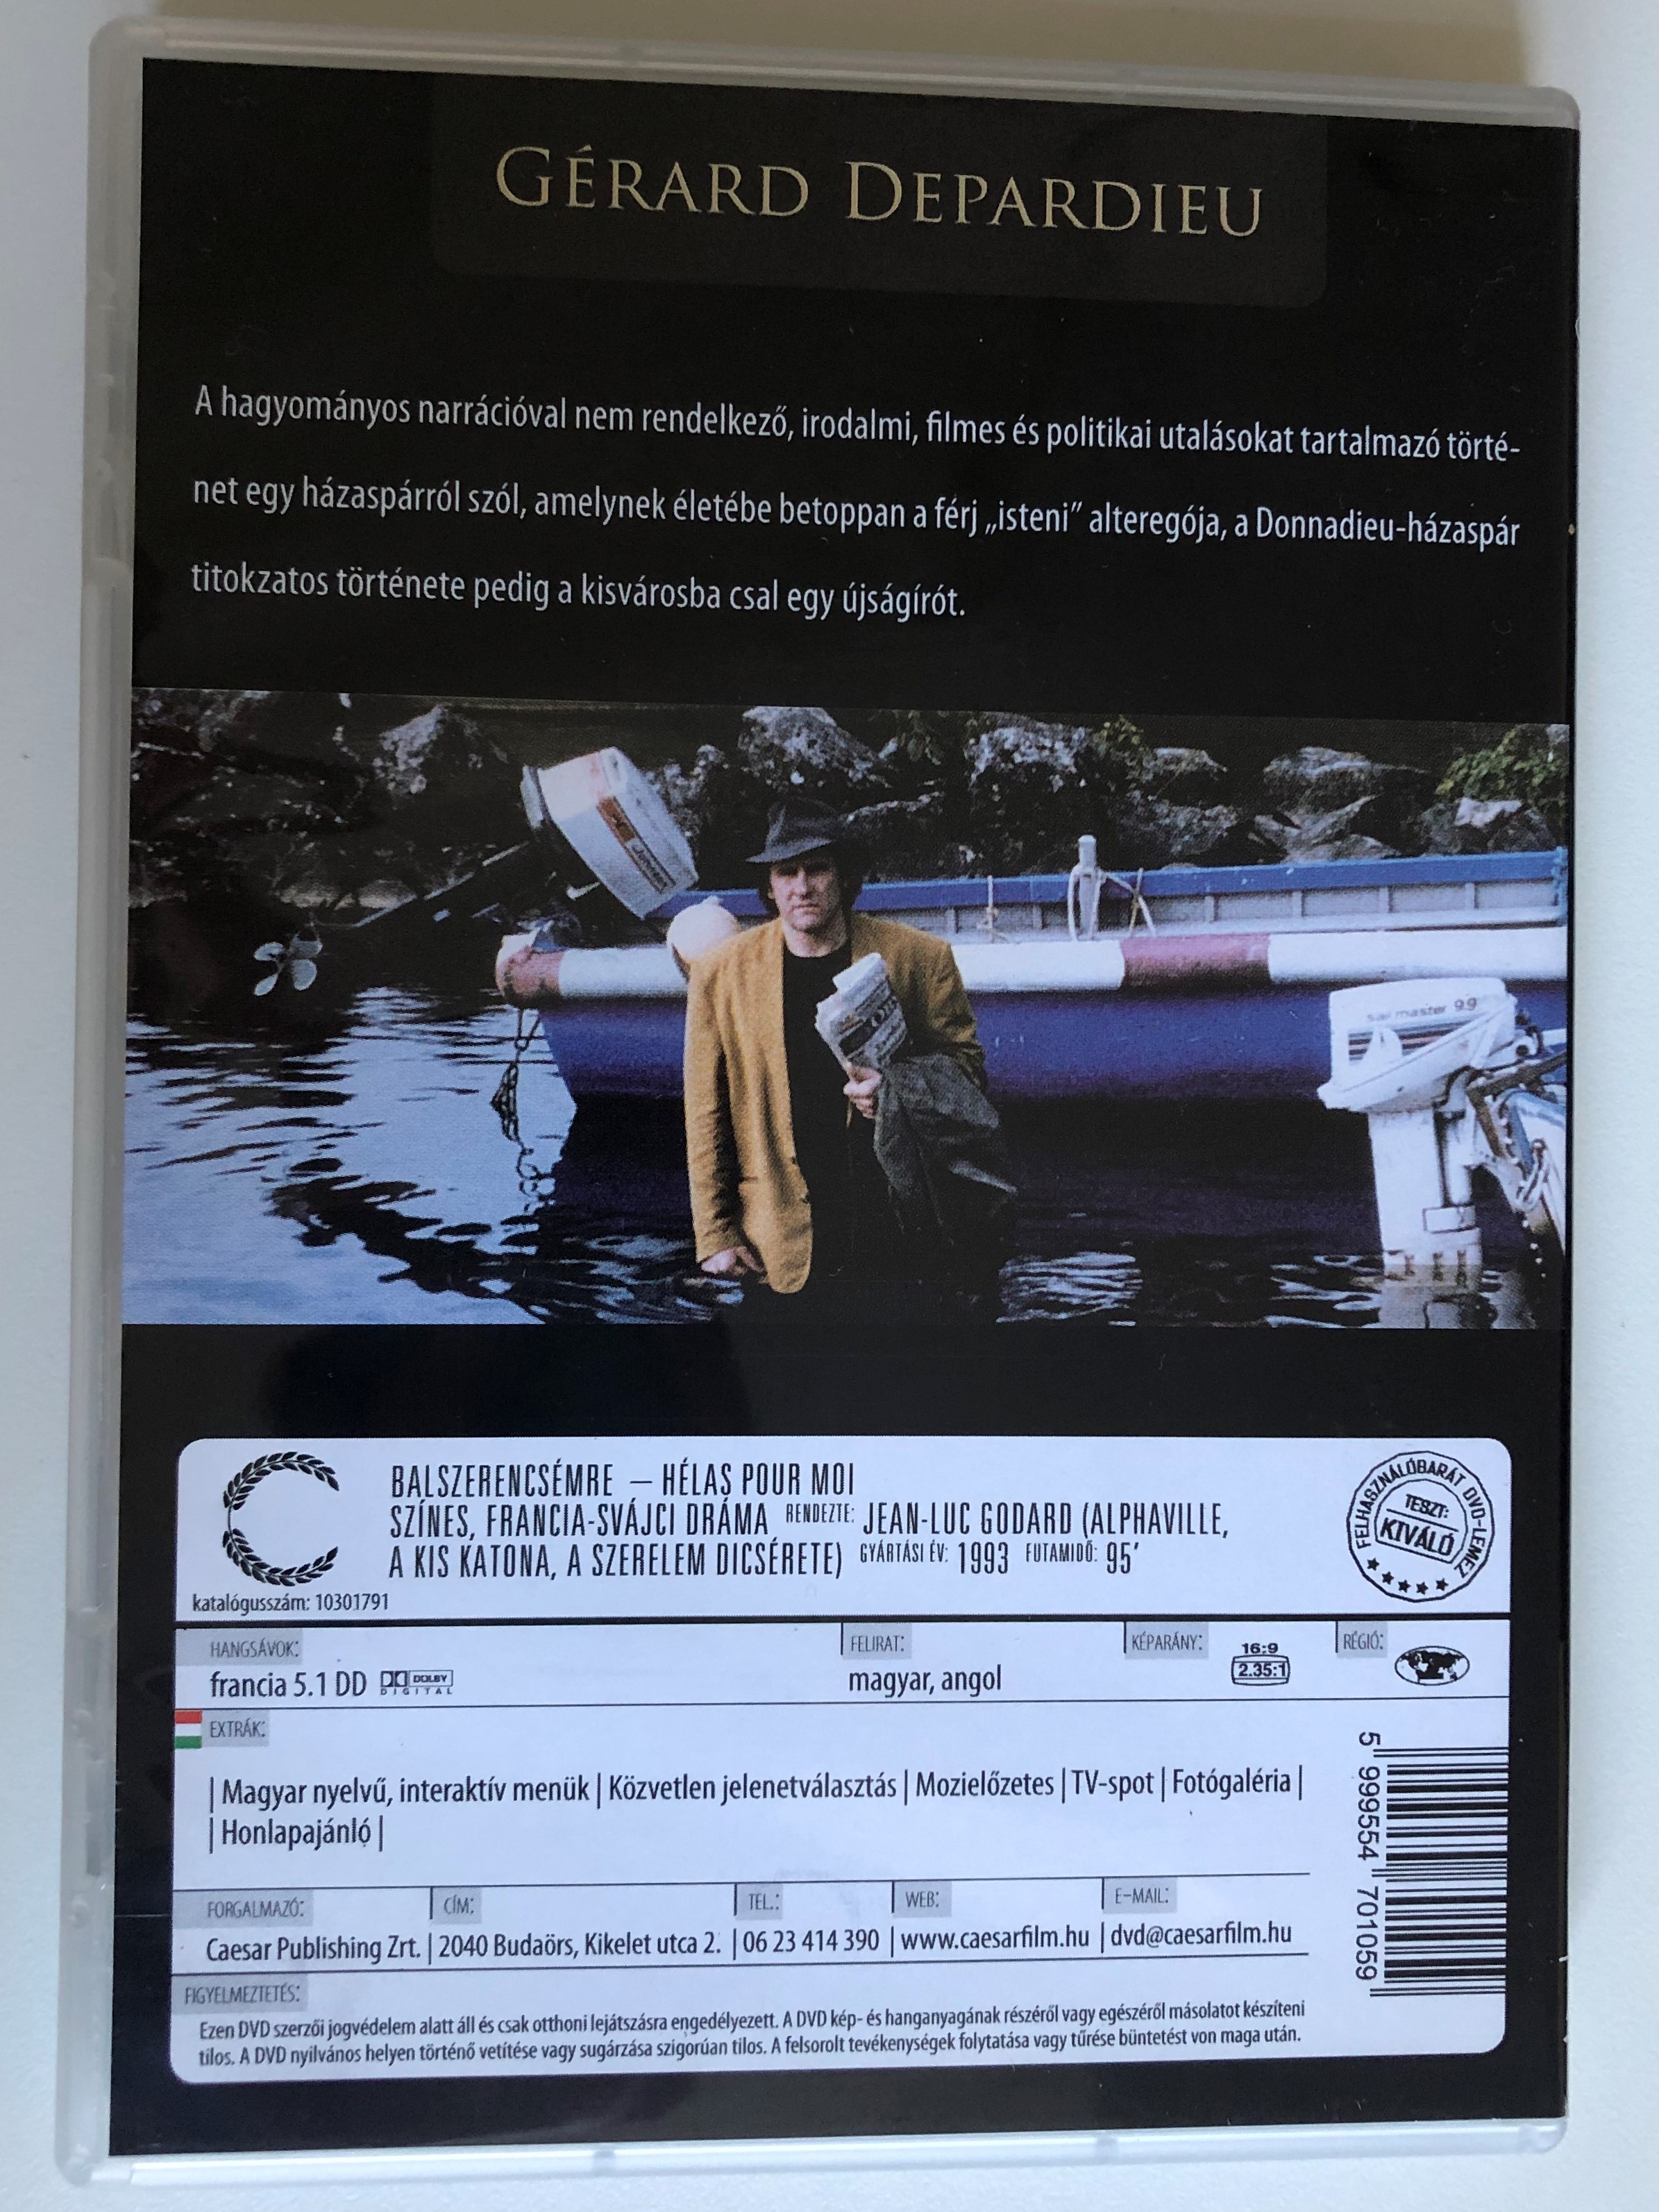 GÉRARD DEPARDIEU
A hagyományos narrációval nem rendelkező, irodalmi, filmes és politikai utalásokat tartalmazó törté-
net egy házaspárról szól, amelynek életébe betoppan a férj „isteni” alteregója, a Donnadieu-házaspár
titokzatos története pedig a kisvárosba csal egy újságírót.
sail master 9.9
BALSZERENCSÉMRE – HÉLAS POUR MOI
SZÍNES, FRANCIA-SVÁJCI DRÁMA RENDEZTE: JEAN-LUC GODARD (ALPHAVILLE,
A KIS KATONA, A SZERELEM DICSÉRETE) GYÁRTÁSI ÉV: 1993 FUTAMIDŐ: 95'
katalógusszám: 10301791
FELHASZNÁLÓBARÁT DVD-LEMEZ
TESZT:
KIVÁLÓ
HANGSÁVOK: FELIRAT: KÉPARÁNY: RÉGIÓ:
francia 5.1 DD DOLBY DIGITAL magyar, angol 16:9 2.35:1
EXTRÁK:
| Magyar nyelvű, interaktív menük | Közvetlen jelenetválasztás | Mozielőzetes | TV-spot | Fotógaléria |
| Honlapajánló |
5 999554 701059
FORGALMAZÓ: CÍM: TEL.: WEB: E-MAIL:
Caesar Publishing Zrt. | 2040 Budaörs, Kikelet utca 2. | 06 23 414 390 | www.caesarfilm.hu | dvd@caesarfilm.hu
FIGYELMEZTETÉS:
Ezen DVD szerzői jogvédelem alatt áll és csak otthoni lejátszásra engedélyezett. A DVD kép- és hanganyagának részéről vagy egészéről másolatot készíteni
tilos. A DVD nyilvános helyen történő vetítése vagy sugárzása szigorúan tilos. A felsorolt tevékenységek folytatása vagy tűrése büntetést von maga után.